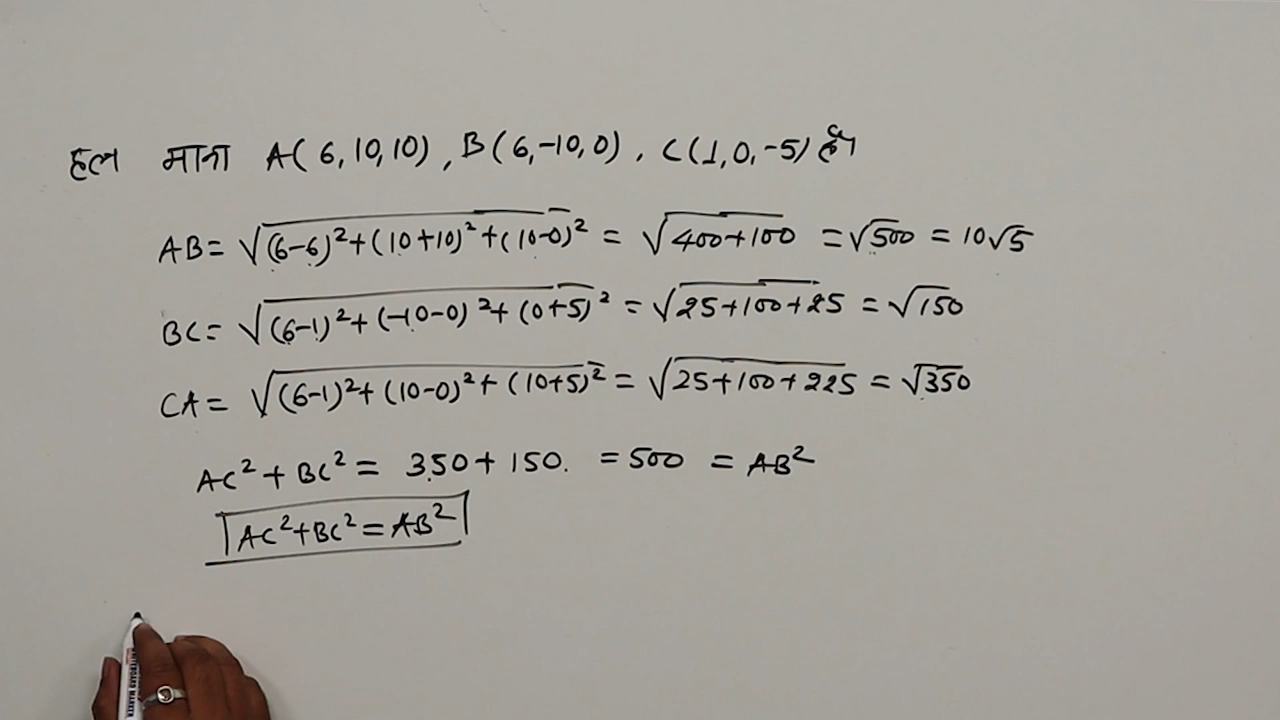 हल माना A(6,10,10), B(6,-10,0), C(1,0,-5) है।
AB= √(6-6)²+(10+10)²+(10-0)² = √400+100 = √500 = 10√5
BC= √(6-1)²+(-10-0)²+(0+5)² = √25+100+25 = √150
CA= √(6-1)²+(10-0)²+(10+5)² = √25+100+225 = √350
AC²+BC² = 350+150. = 500 = AB²
AC²+BC²=AB²